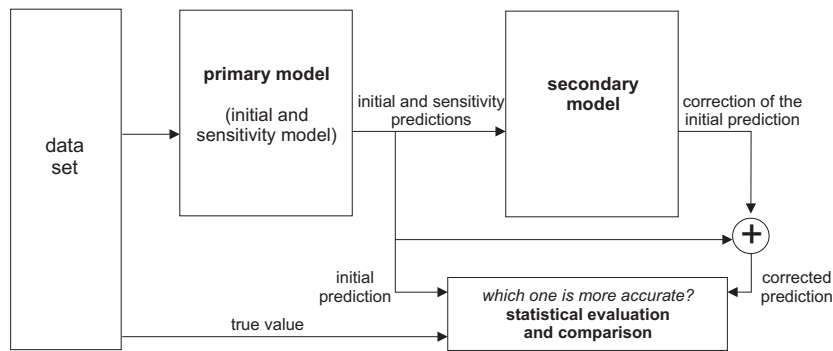 data
set
primary model
(initial and
sensitivity model)
initial and sensitivity
predictions
secondary
model
correction of the
initial prediction
+
initial
prediction
which one is more accurate?
statistical evaluation
and comparison
corrected
prediction
true value